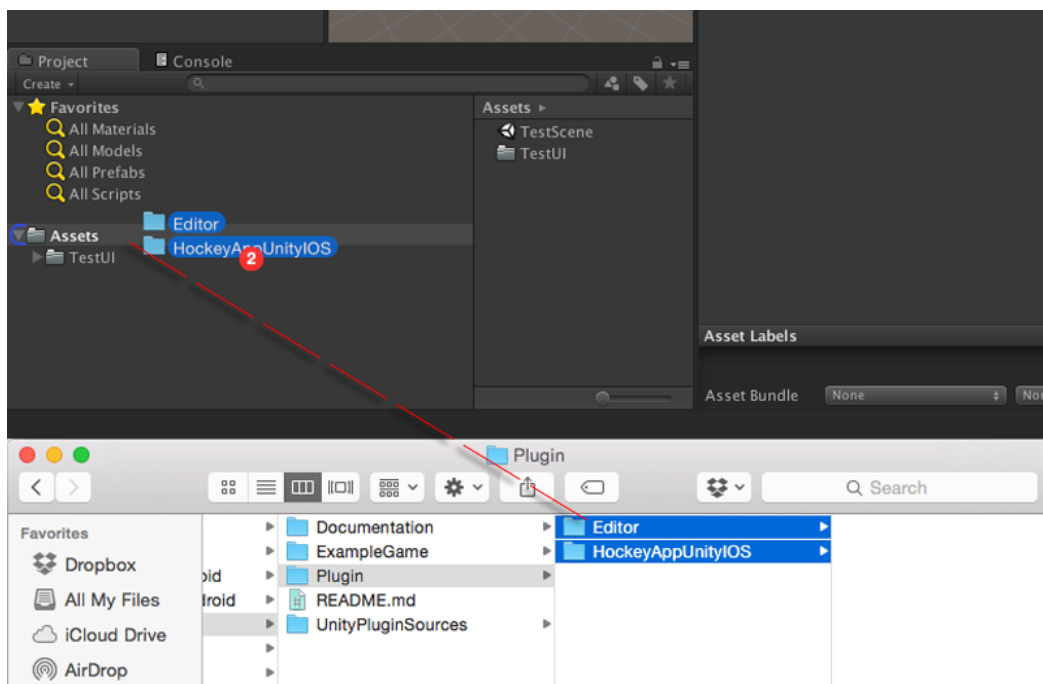 Project
Console
Create
Favorites
All Materials
All Models
All Prefabs
All Scripts
Assets
TestUI
Editor
HockeyAppUnityIOS
2
Assets
TestScene
TestUI
Asset Labels
Asset Bundle
None
Plugin
Search
Favorites
Dropbox
All My Files
iCloud Drive
AirDrop
Documentation
ExampleGame
Plugin
README.md
UnityPluginSources
Editor
HockeyAppUnityIOS